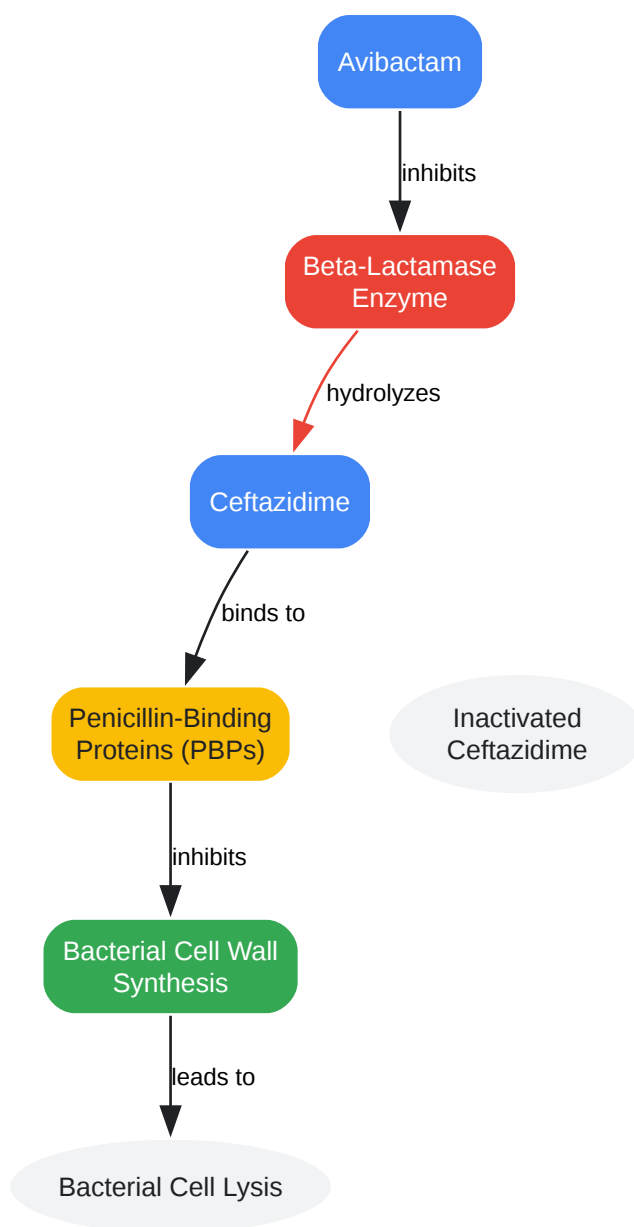 Avibactam
inhibits
Beta-Lactamase
Enzyme
hydrolyzes
Ceftazidime
binds to
Penicillin-Binding
Proteins (PBPs)
Inactivated
Ceftazidime
inhibits
Bacterial Cell Wall
Synthesis
leads to
Bacterial Cell Lysis